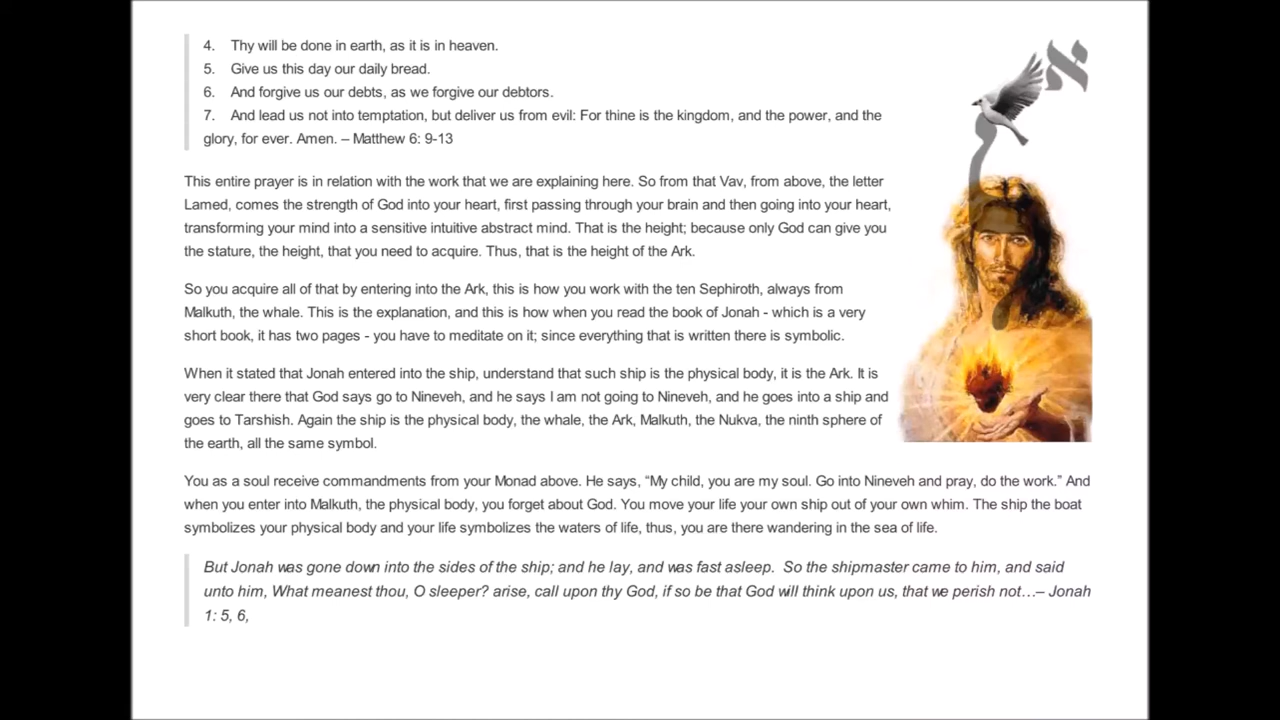 4. Thy will be done in earth, as it is in heaven.
5. Give us this day our daily bread.
6. And forgive us our debts, as we forgive our debtors.
7. And lead us not into temptation, but deliver us from evil: For thine is the kingdom, and the power, and the
glory, for ever. Amen. – Matthew 6: 9-13
א
ל
This entire prayer is in relation with the work that we are explaining here. So from that Vav, from above, the letter
Lamed, comes the strength of God into your heart, first passing through your brain and then going into your heart,
transforming your mind into a sensitive intuitive abstract mind. That is the height; because only God can give you
the stature, the height, that you need to acquire. Thus, that is the height of the Ark.
So you acquire all of that by entering into the Ark, this is how you work with the ten Sephiroth, always from
Malkuth, the whale. This is the explanation, and this is how when you read the book of Jonah - which is a very
short book, it has two pages - you have to meditate on it; since everything that is written there is symbolic.
When it stated that Jonah entered into the ship, understand that such ship is the physical body, it is the Ark. It is
very clear there that God says go to Nineveh, and he says I am not going to Nineveh, and he goes into a ship and
goes to Tarshish. Again the ship is the physical body, the whale, the Ark, Malkuth, the Nukva, the ninth sphere of
the earth, all the same symbol.
You as a soul receive commandments from your Monad above. He says, “My child, you are my soul. Go into Nineveh and pray, do the work.” And
when you enter into Malkuth, the physical body, you forget about God. You move your life your own ship out of your own whim. The ship the boat
symbolizes your physical body and your life symbolizes the waters of life, thus, you are there wandering in the sea of life.
But Jonah was gone down into the sides of the ship; and he lay, and was fast asleep. So the shipmaster came to him, and said
unto him, What meanest thou, O sleeper? arise, call upon thy God, if so be that God will think upon us, that we perish not…– Jonah
1: 5, 6,